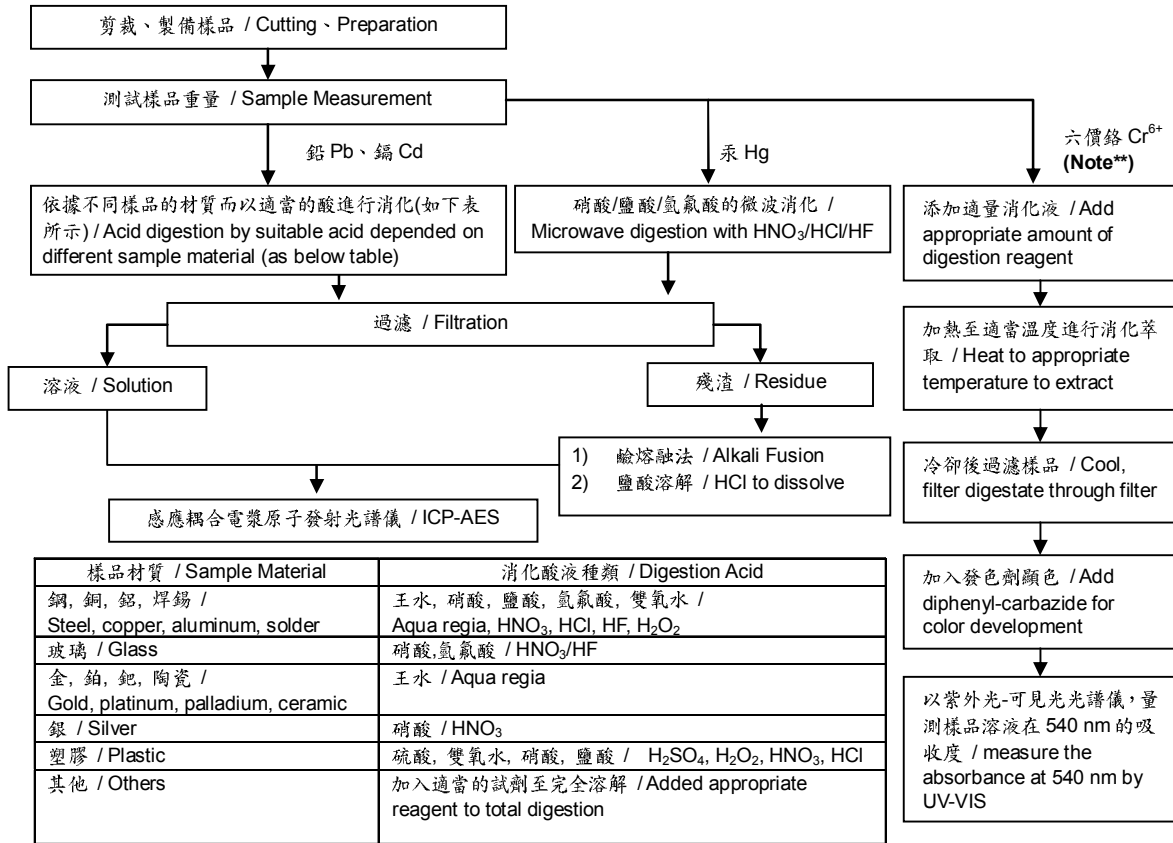 剪裁、製備樣品 / Cutting、Preparation
測試樣品重量 / Sample Measurement
鉛 Pb、鎘 Cd
汞 Hg
六價鉻 Cr6+
(Note**)
依據不同樣品的材質而以適當的酸進行消化(如下表
所示) / Acid digestion by suitable acid depended on
different sample material (as below table)
硝酸/鹽酸/氫氟酸的微波消化 /
Microwave digestion with HNO3/HCl/HF
添加適量消化液 / Add
appropriate amount of
digestion reagent
過濾 / Filtration
加熱至適當溫度進行消化萃
取 / Heat to appropriate
temperature to extract
溶液 / Solution
殘渣 / Residue
1) 鹼熔融法 / Alkali Fusion
2) 鹽酸溶解 / HCl to dissolve
冷卻後過濾樣品 / Cool,
filter digestate through filter
感應耦合電漿原子發射光譜儀 / ICP-AES
加入發色劑顯色 / Add
diphenyl-carbazide for
color development
以紫外光-可見光光譜儀，量
測樣品溶液在 540 nm 的吸
收度 / measure the
absorbance at 540 nm by
UV-VIS
樣品材質 / Sample Material
消化酸液種類 / Digestion Acid
鋼, 銅, 鋁, 焊錫 /
Steel, copper, aluminum, solder
王水, 硝酸, 鹽酸, 氫氟酸, 雙氧水 /
Aqua regia, HNO3, HCl, HF, H2O2
玻璃 / Glass
硝酸,氫氟酸 / HNO3/HF
金, 鉑, 鈀, 陶瓷 /
Gold, platinum, palladium, ceramic
王水 / Aqua regia
銀 / Silver
硝酸 / HNO3
塑膠 / Plastic
硫酸, 雙氧水, 硝酸, 鹽酸 / H2SO4, H2O2, HNO3, HCl
其他 / Others
加入適當的試劑至完全溶解 / Added appropriate
reagent to total digestion